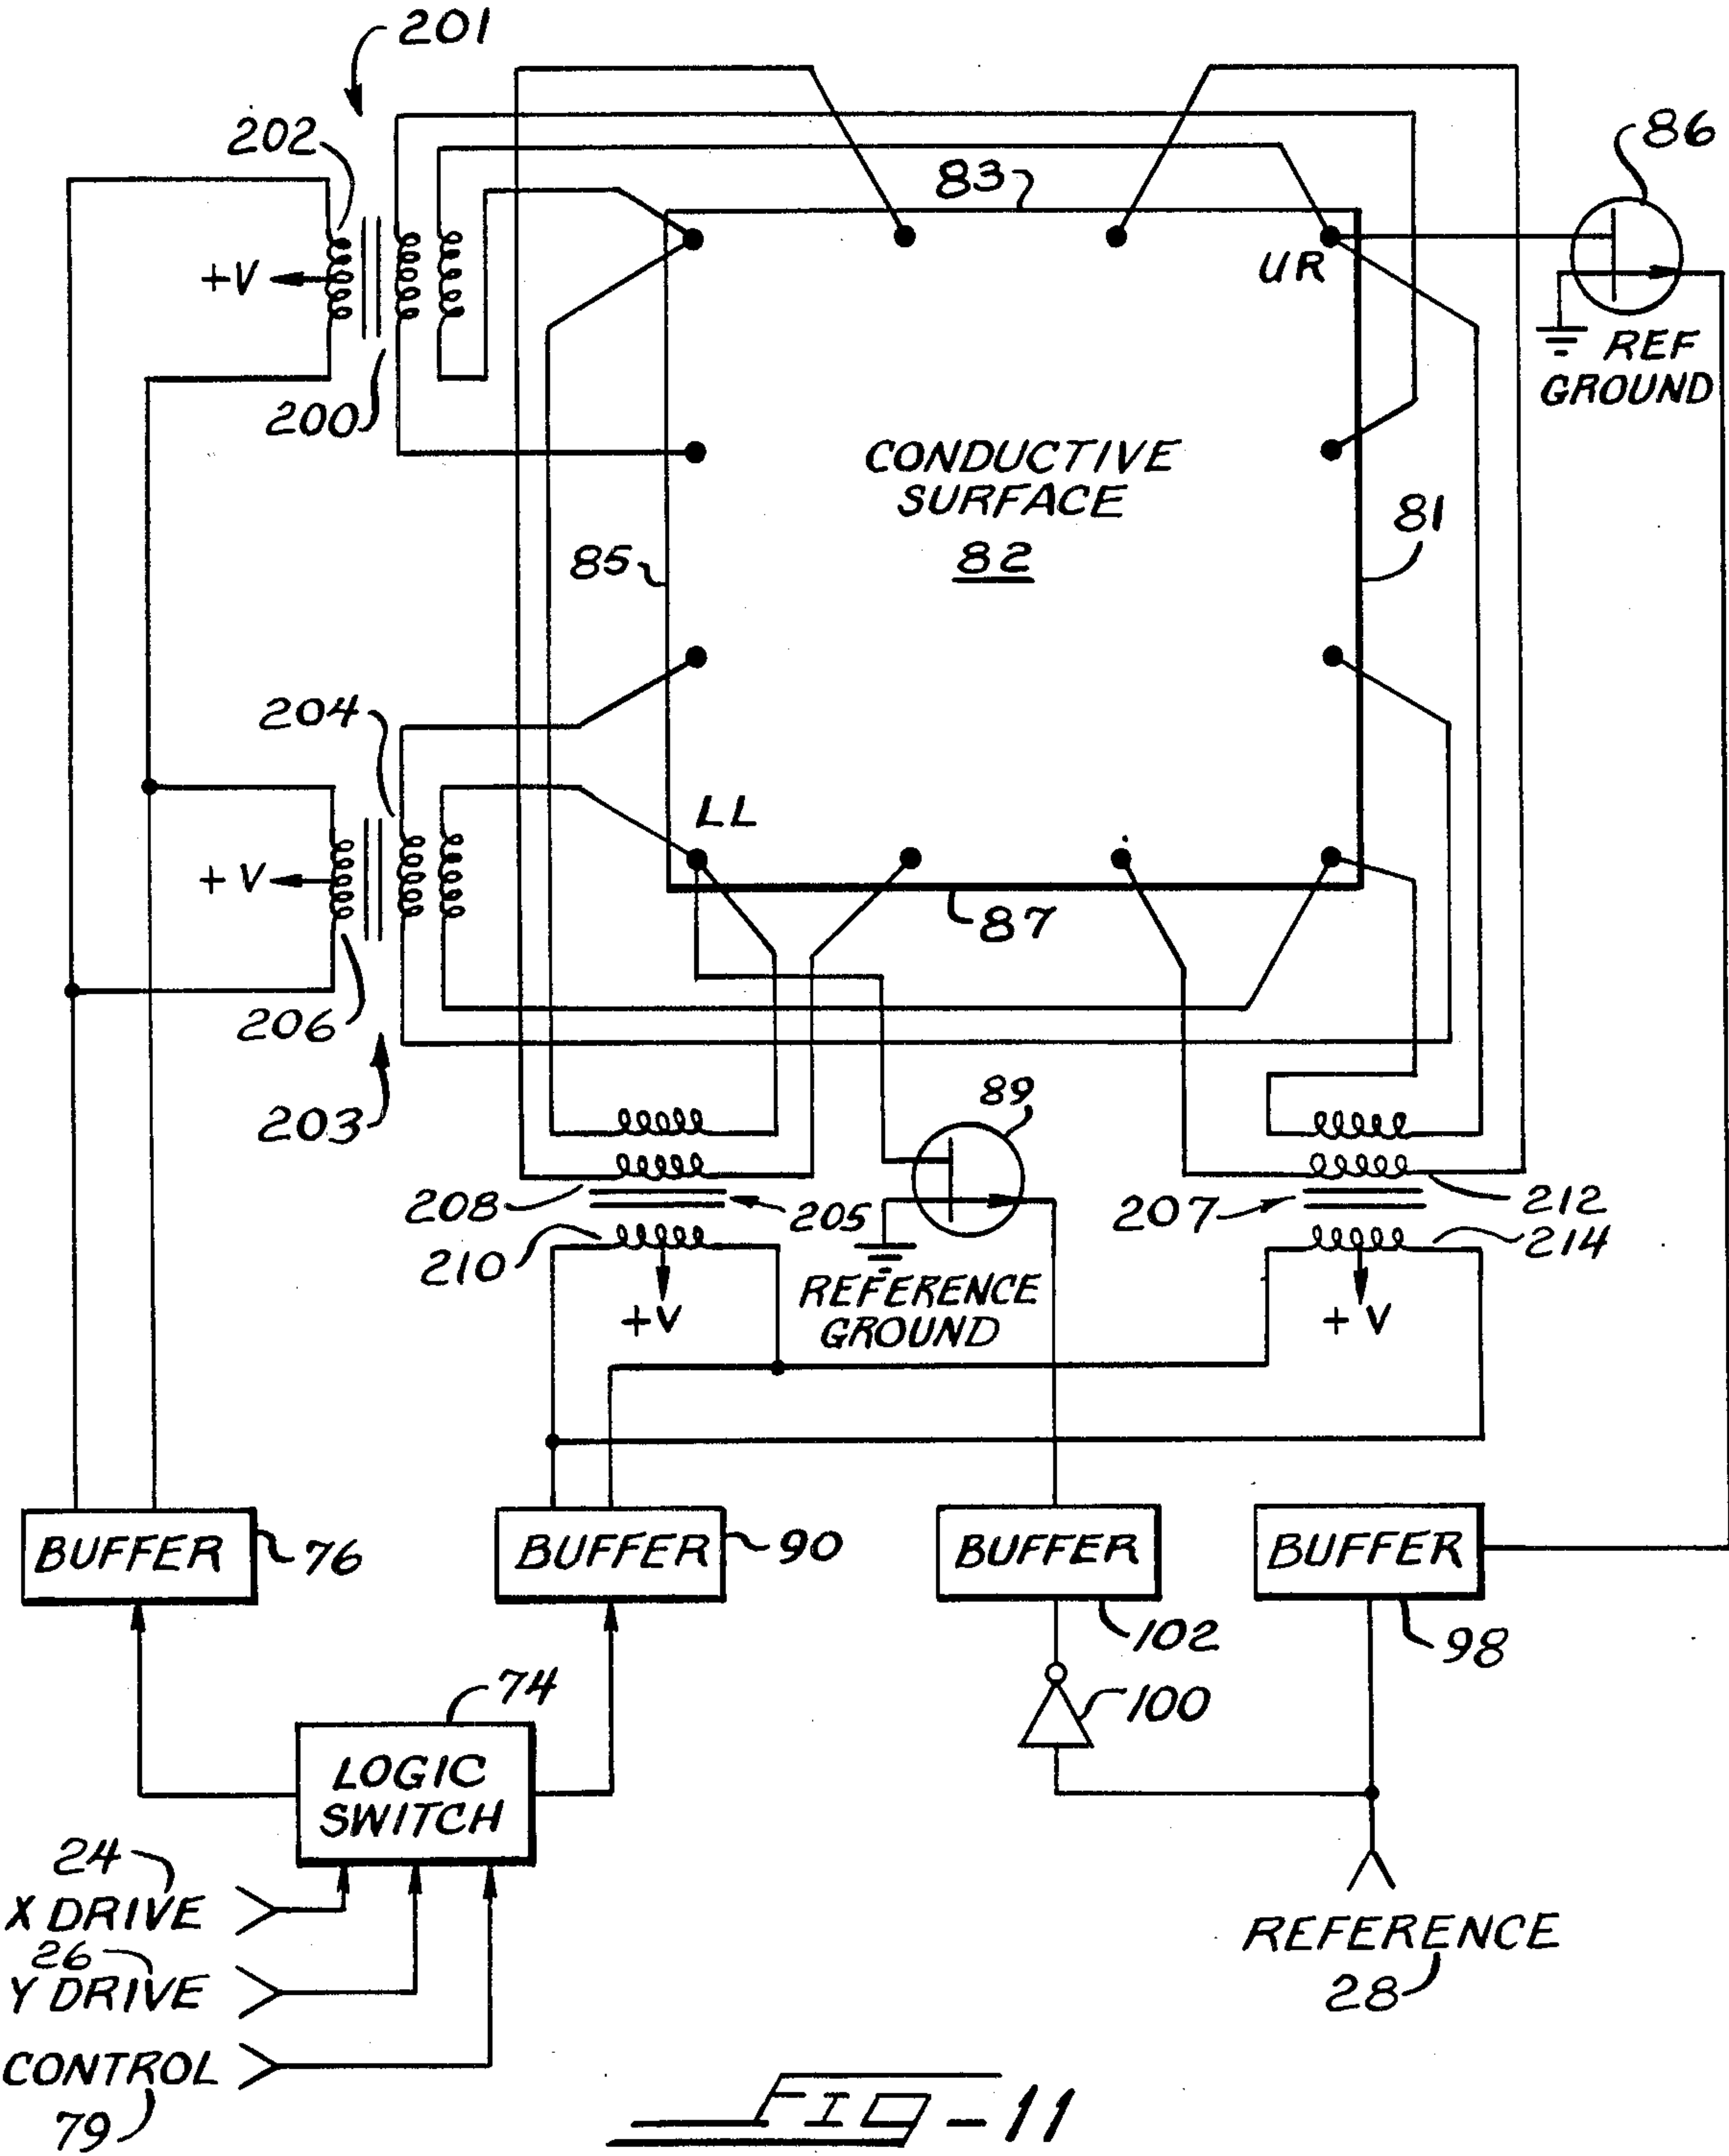 201
202
86
83
+V
UR
REF
GROUND
200
CONDUCTIVE
SURFACE
82
81
85
204
LL
+V
87
206
203
89
208
205
207
212
210
214
+V
REFERENCE
GROUND
+V
BUFFER
76
BUFFER
90
BUFFER
102
BUFFER
98
74
100
LOGIC
SWITCH
24
X DRIVE
26
Y DRIVE
REFERENCE
28
CONTROL
79
FIG-11